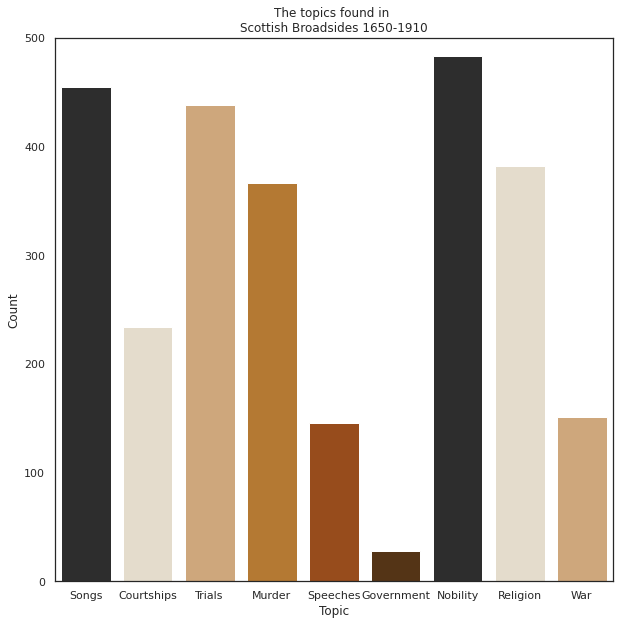 The topics found in
Scottish Broadsides 1650-1910
500
400
300
200
100
0
Count
Songs Courtships Trials Murder Speeches Government Nobility Religion War
Topic